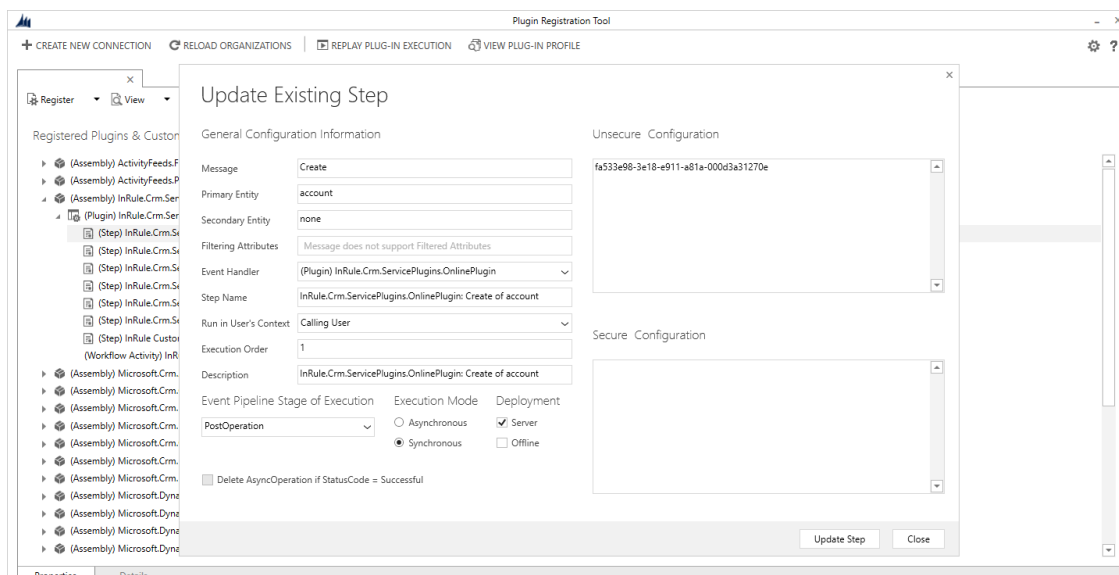 Plugin Registration Tool
CREATE NEW CONNECTION RELOAD ORGANIZATIONS REPLAY PLUG-IN EXECUTION VIEW PLUG-IN PROFILE
Register View
Registered Plugins & Custon
(Assembly) ActivityFeeds.F
(Assembly) ActivityFeeds.P
(Assembly) InRule.Crm.Ser
(Plugin) InRule.Crm.Ser
(Step) InRule.Crm.Se
(Step) InRule.Crm.Se
(Step) InRule.Crm.Se
(Step) InRule.Crm.Se
(Step) InRule.Crm.Se
(Step) InRule.Crm.Se
(Step) InRule Custo
(Workflow Activity) InR
(Assembly) Microsoft.Crm.
(Assembly) Microsoft.Crm.
(Assembly) Microsoft.Crm.
(Assembly) Microsoft.Crm.
(Assembly) Microsoft.Crm.
(Assembly) Microsoft.Crm.
(Assembly) Microsoft.Crm.
(Assembly) Microsoft.Dyna
(Assembly) Microsoft.Dyna
(Assembly) Microsoft.Dyna
(Assembly) Microsoft.Dyna
Update Existing Step
General Configuration Information
Message Create
Primary Entity account
Secondary Entity none
Filtering Attributes Message does not support Filtered Attributes
Event Handler (Plugin) InRule.Crm.ServicePlugins.OnlinePlugin
Step Name InRule.Crm.ServicePlugins.OnlinePlugin: Create of account
Run in User's Context Calling User
Execution Order 1
Description InRule.Crm.ServicePlugins.OnlinePlugin: Create of account
Event Pipeline Stage of Execution Execution Mode Deployment
PostOperation Asynchronous Server
Synchronous Offline
Delete AsyncOperation if StatusCode = Successful
Unsecure Configuration
fa533e98-3e18-e911-a81a-000d3a31270e
Secure Configuration
Update Step Close
Properties Details